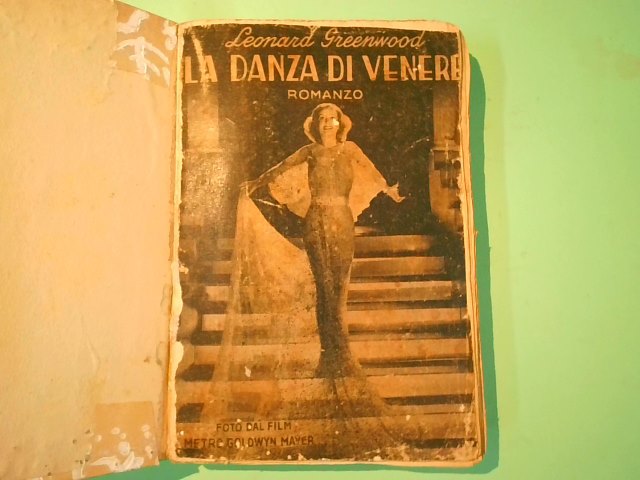 Leonard Greenwood
LA DANZA DI VENERE
ROMANZO
FOTO DAL FILM
METRO GOLDWYN MAYER